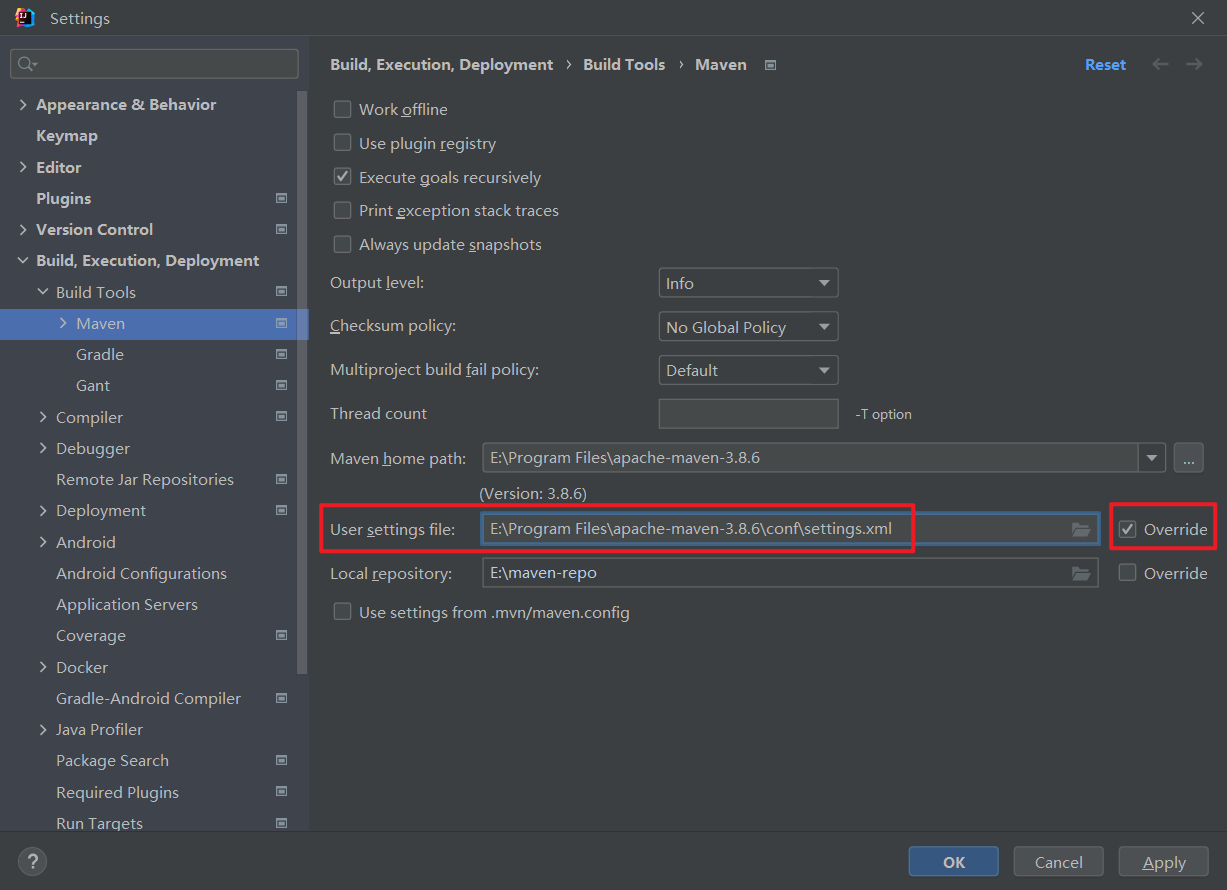 Settings
Build, Execution, Deployment › Build Tools › Maven
Reset
Appearance & Behavior
Keymap
Editor
Plugins
Version Control
Build, Execution, Deployment
Build Tools
Maven
Gradle
Gant
Compiler
Debugger
Remote Jar Repositories
Deployment
Android
Android Configurations
Application Servers
Coverage
Docker
Gradle-Android Compiler
Java Profiler
Package Search
Required Plugins
Run Targets
Work offline
Use plugin registry
Execute goals recursively
Print exception stack traces
Always update snapshots
Output level: Info
Checksum policy: No Global Policy
Multiproject build fail policy: Default
Thread count -T option
Maven home path: E:\Program Files\apache-maven-3.8.6 ...
(Version: 3.8.6)
User settings file: E:\Program Files\apache-maven-3.8.6\conf\settings.xml Override
Local repository: E:\maven-repo Override
Use settings from .mvn/maven.config
? OK Cancel Apply